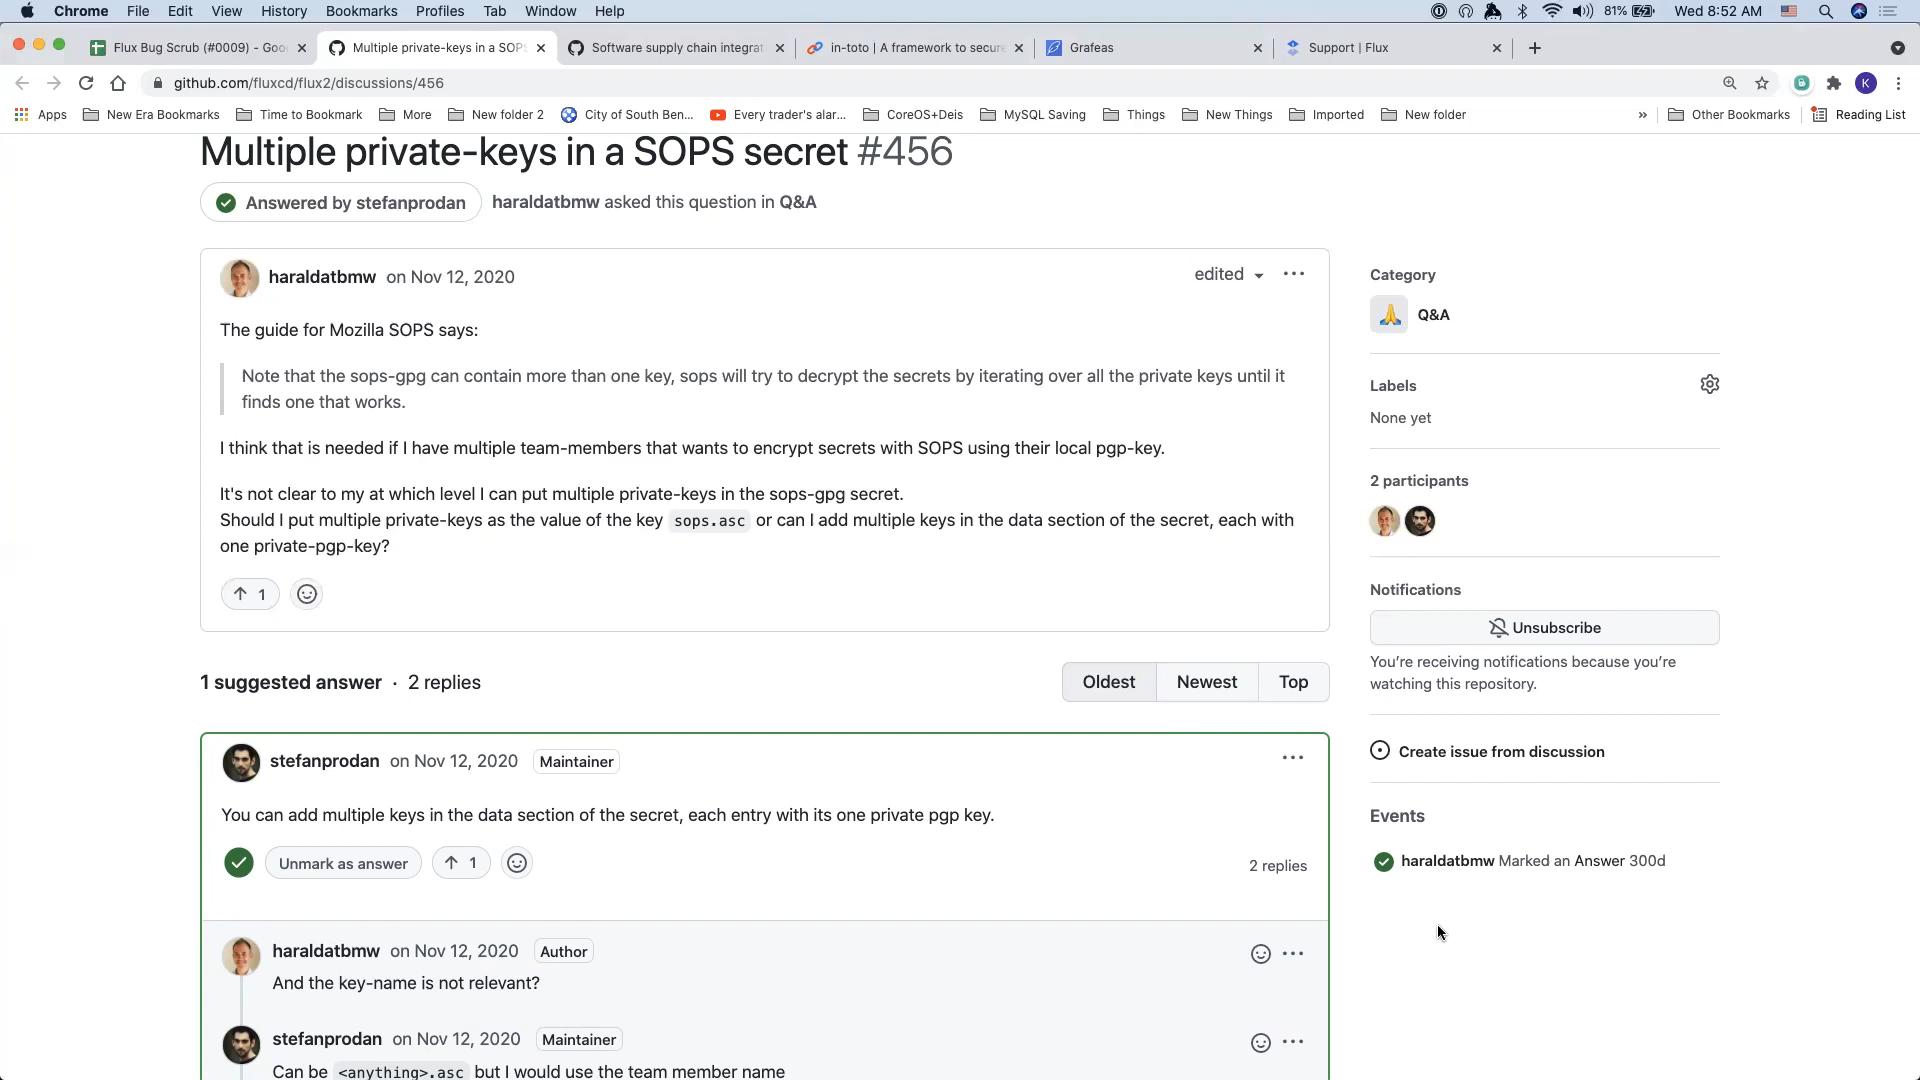 Chrome File Edit View History Bookmarks Profiles Tab Window Help 81% Wed 8:52 AM
Flux Bug Scrub (#0009) - Goo
Multiple private-keys in a SOPS
Software supply chain integrat
in-toto | A framework to secure
Grafeas
Support | Flux
github.com/fluxcd/flux2/discussions/456
K
Apps New Era Bookmarks Time to Bookmark More New folder 2 City of South Ben... Every trader's alar... CoreOS+Deis MySQL Saving Things New Things Imported New folder » Other Bookmarks Reading List
Multiple private-keys in a SOPS secret #456
Answered by stefanprodan haraldatbmw asked this question in Q&A
haraldatbmw on Nov 12, 2020 edited
The guide for Mozilla SOPS says:
Note that the sops-gpg can contain more than one key, sops will try to decrypt the secrets by iterating over all the private keys until it
finds one that works.
I think that is needed if I have multiple team-members that wants to encrypt secrets with SOPS using their local pgp-key.
It's not clear to my at which level I can put multiple private-keys in the sops-gpg secret.
Should I put multiple private-keys as the value of the key sops.asc or can I add multiple keys in the data section of the secret, each with
one private-pgp-key?
1
1 suggested answer · 2 replies
Oldest Newest Top
stefanprodan on Nov 12, 2020 Maintainer
You can add multiple keys in the data section of the secret, each entry with its one private pgp key.
Unmark as answer 1 2 replies
haraldatbmw on Nov 12, 2020 Author
And the key-name is not relevant?
stefanprodan on Nov 12, 2020 Maintainer
Can be <anything>.asc but I would use the team member name
Category
Q&A
Labels
None yet
2 participants
Notifications
Unsubscribe
You're receiving notifications because you're
watching this repository.
Create issue from discussion
Events
haraldatbmw Marked an Answer 300d